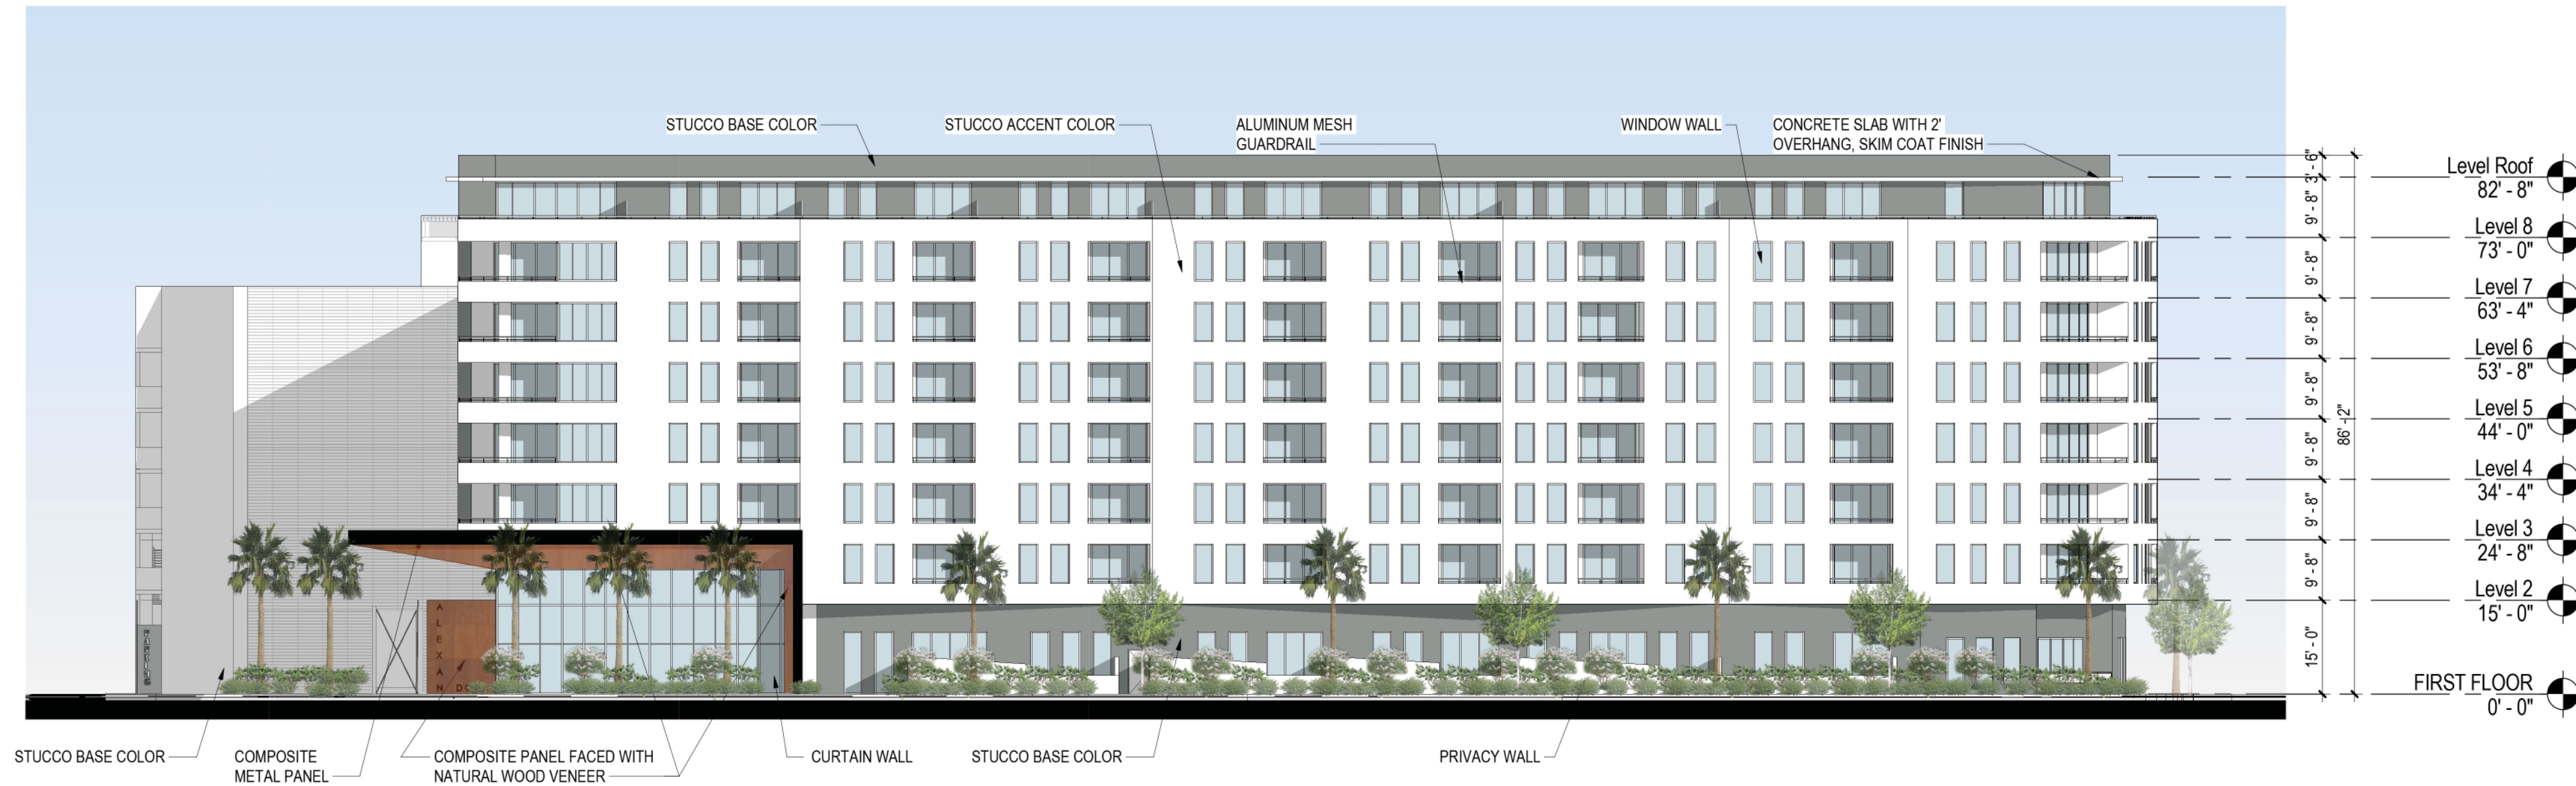 STUCCO BASE COLOR
STUCCO ACCENT COLOR
ALUMINUM MESH
GUARDRAIL
WINDOW WALL
CONCRETE SLAB WITH 2'
OVERHANG, SKIM COAT FINISH
3' - 6"
9' - 8"
9' - 8"
9' - 8"
9' - 8"
9' - 8"
9' - 8"
9' - 8"
15' - 0"
86' - 2"
Level Roof
82' - 8"
Level 8
73' - 0"
Level 7
63' - 4"
Level 6
53' - 8"
Level 5
44' - 0"
Level 4
34' - 4"
Level 3
24' - 8"
Level 2
15' - 0"
FIRST FLOOR
0' - 0"
PARKING
A
L
E
X
A
N DO
STUCCO BASE COLOR
COMPOSITE
METAL PANEL
COMPOSITE PANEL FACED WITH
NATURAL WOOD VENEER
CURTAIN WALL
STUCCO BASE COLOR
PRIVACY WALL